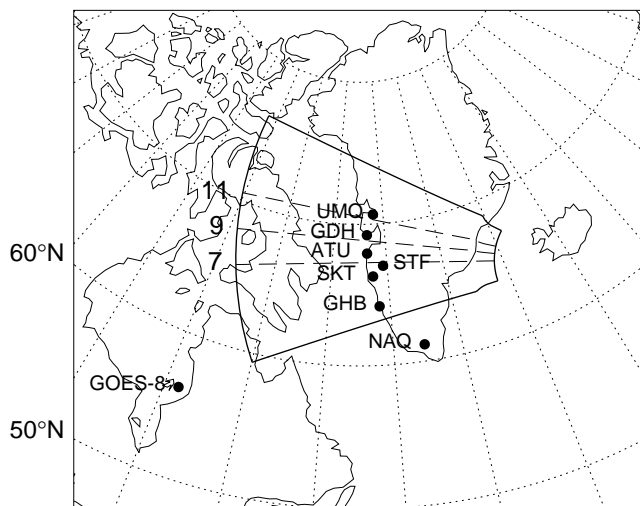 11
UMQ
9
GDH
60°N
ATU
7
STF
SKT
GHB
NAQ
GOES-8
50°N